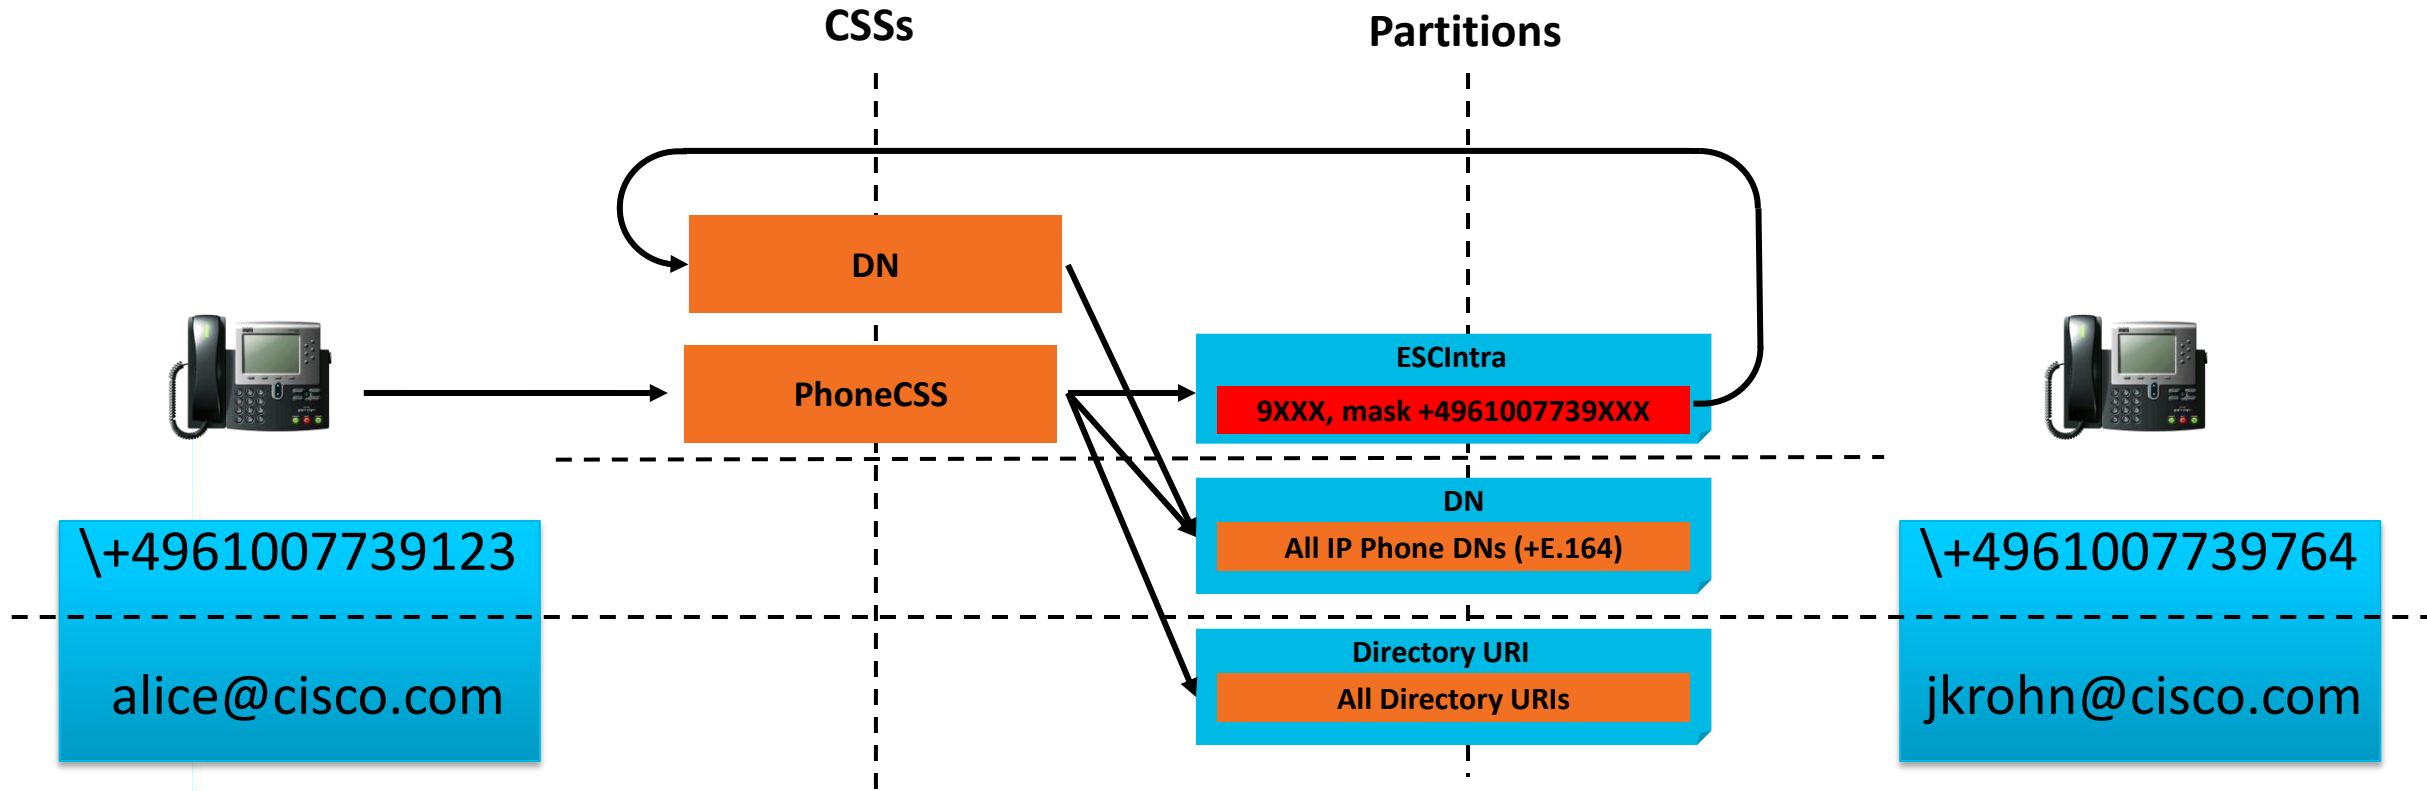 CSSs
Partitions
DN
PhoneCSS
ESCIntra
9XXX, mask +4961007739XXX
DN
All IP Phone DNs (+E.164)
Directory URI
All Directory URIs
\+4961007739123
alice@cisco.com
\+4961007739764
jkrohn@cisco.com